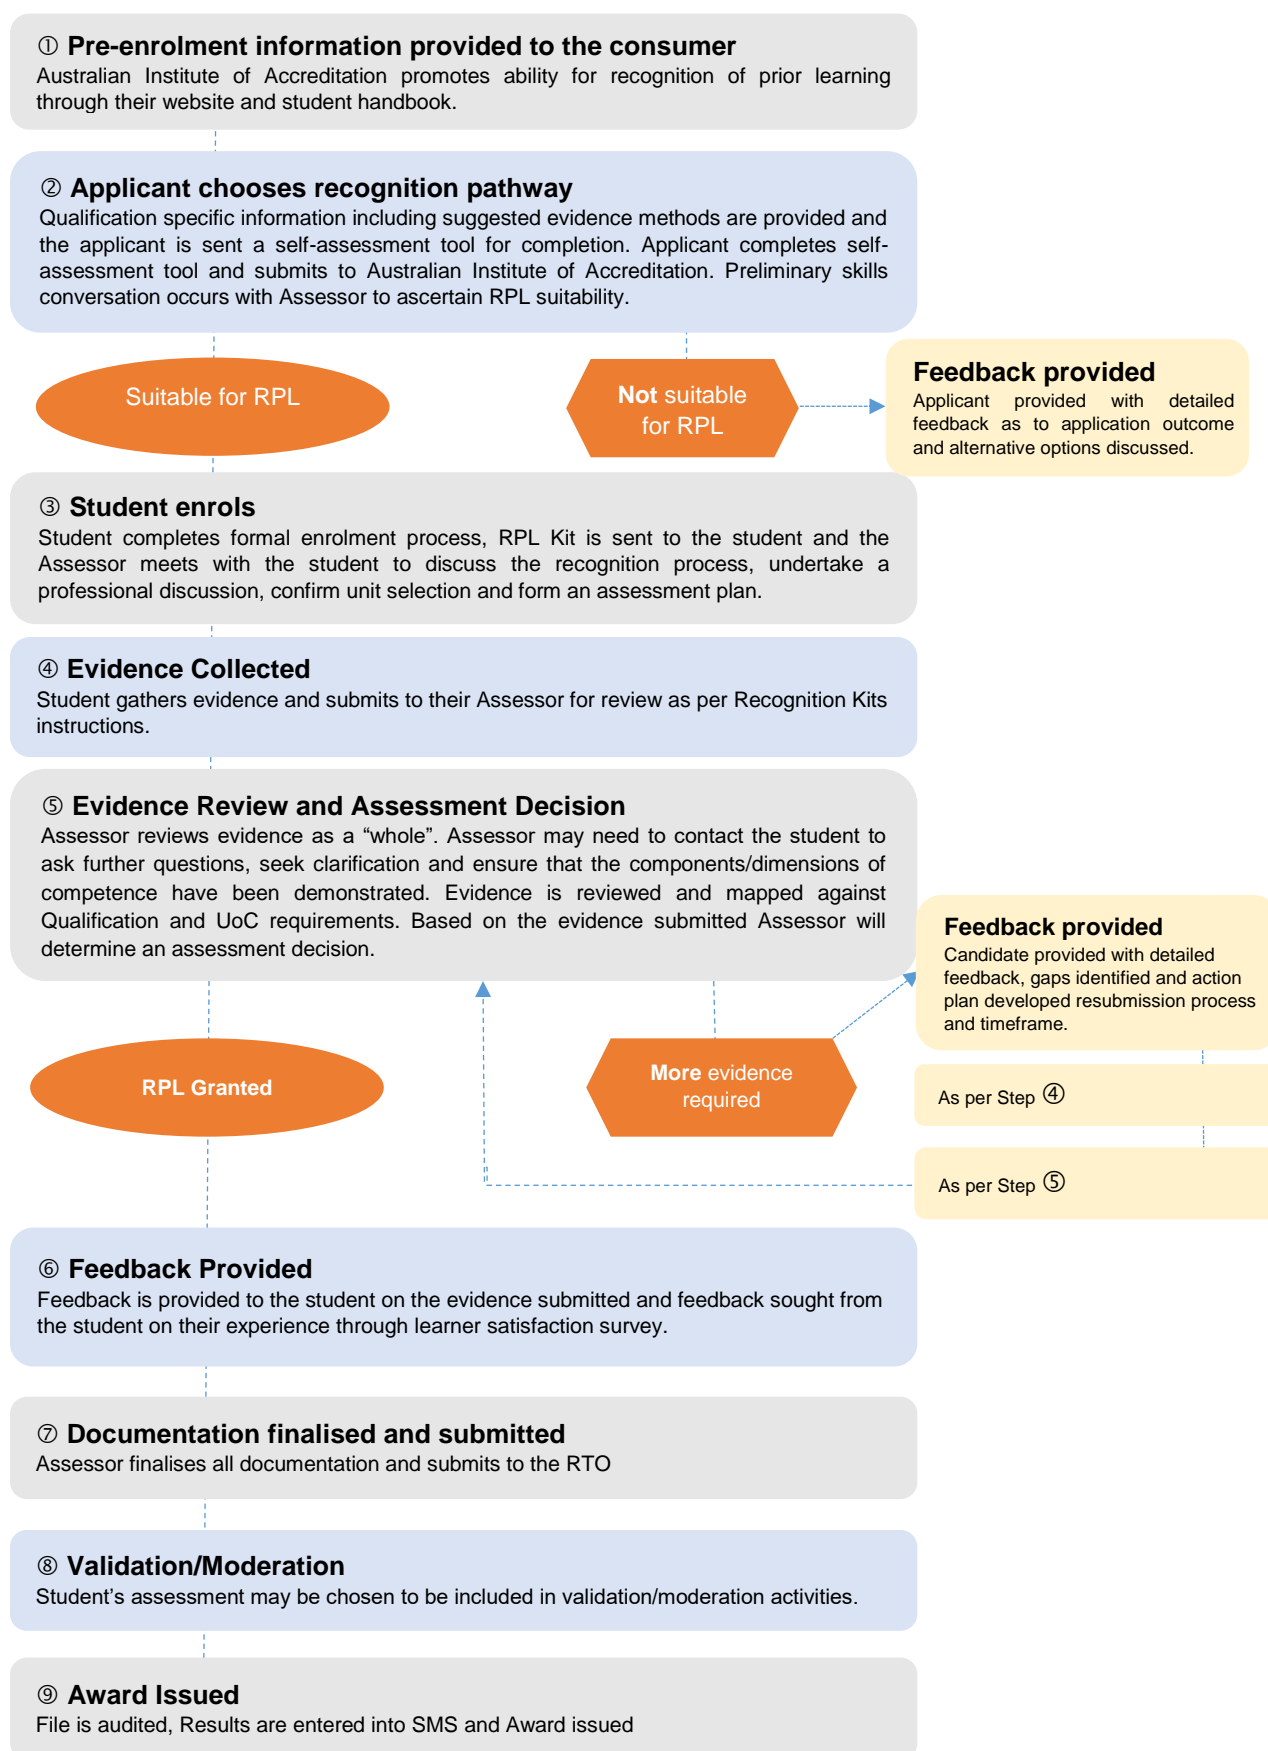 ① Pre-enrolment information provided to the consumer
Australian Institute of Accreditation promotes ability for recognition of prior learning
through their website and student handbook.
② Applicant chooses recognition pathway
Qualification specific information including suggested evidence methods are provided and
the applicant is sent a self-assessment tool for completion. Applicant completes self-
assessment tool and submits to Australian Institute of Accreditation. Preliminary skills
conversation occurs with Assessor to ascertain RPL suitability.
Suitable for RPL
Not suitable
for RPL
Feedback provided
Applicant provided with detailed
feedback as to application outcome
and alternative options discussed.
③ Student enrols
Student completes formal enrolment process, RPL Kit is sent to the student and the
Assessor meets with the student to discuss the recognition process, undertake a
professional discussion, confirm unit selection and form an assessment plan.
④ Evidence Collected
Student gathers evidence and submits to their Assessor for review as per Recognition Kits
instructions.
⑤ Evidence Review and Assessment Decision
Assessor reviews evidence as a “whole”. Assessor may need to contact the student to
ask further questions, seek clarification and ensure that the components/dimensions of
competence have been demonstrated. Evidence is reviewed and mapped against
Qualification and UoC requirements. Based on the evidence submitted Assessor will
determine an assessment decision.
Feedback provided
Candidate provided with detailed
feedback, gaps identified and action
plan developed resubmission process
and timeframe.
RPL Granted
More evidence
required
As per Step ④
As per Step ⑤
⑥ Feedback Provided
Feedback is provided to the student on the evidence submitted and feedback sought from
the student on their experience through learner satisfaction survey.
⑦ Documentation finalised and submitted
Assessor finalises all documentation and submits to the RTO
⑧ Validation/Moderation
Student’s assessment may be chosen to be included in validation/moderation activities.
⑨ Award Issued
File is audited, Results are entered into SMS and Award issued